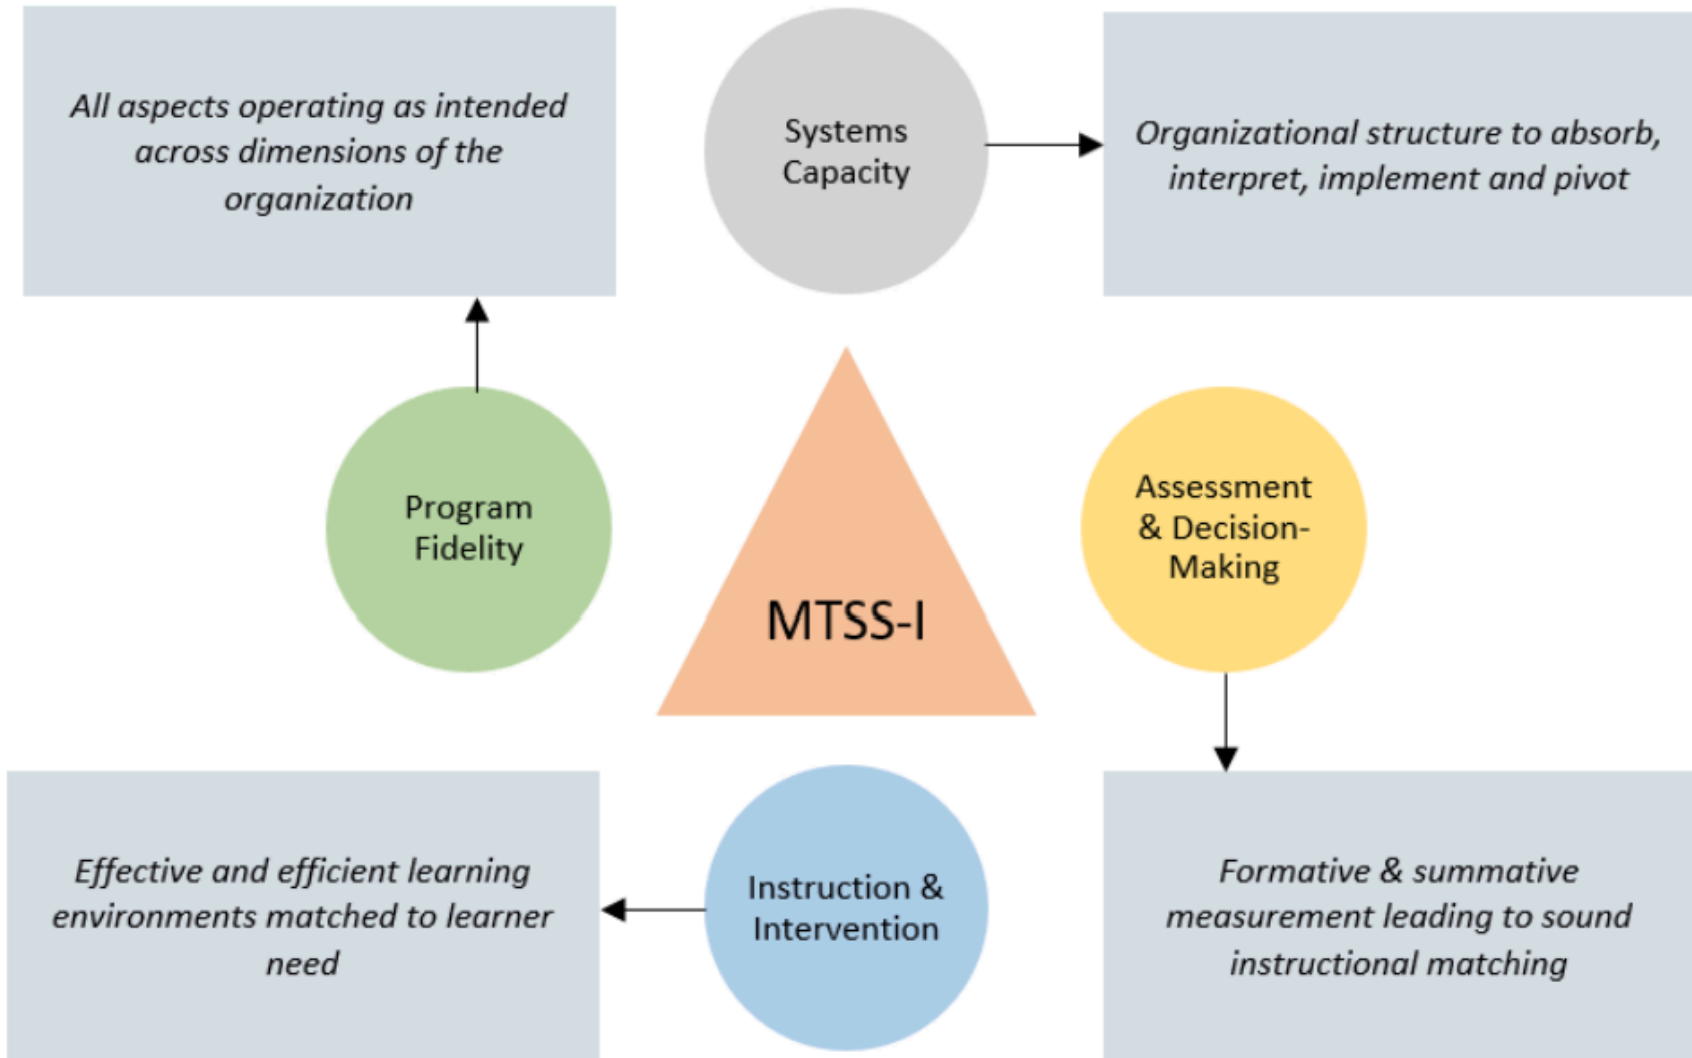 All aspects operating as intended
across dimensions of the
organization
Systems
Capacity
Organizational structure to absorb,
interpret, implement and pivot
Program
Fidelity
MTSS-I
Assessment
& Decision-
Making
Effective and efficient learning
environments matched to learner
need
Instruction &
Intervention
Formative & summative
measurement leading to sound
instructional matching